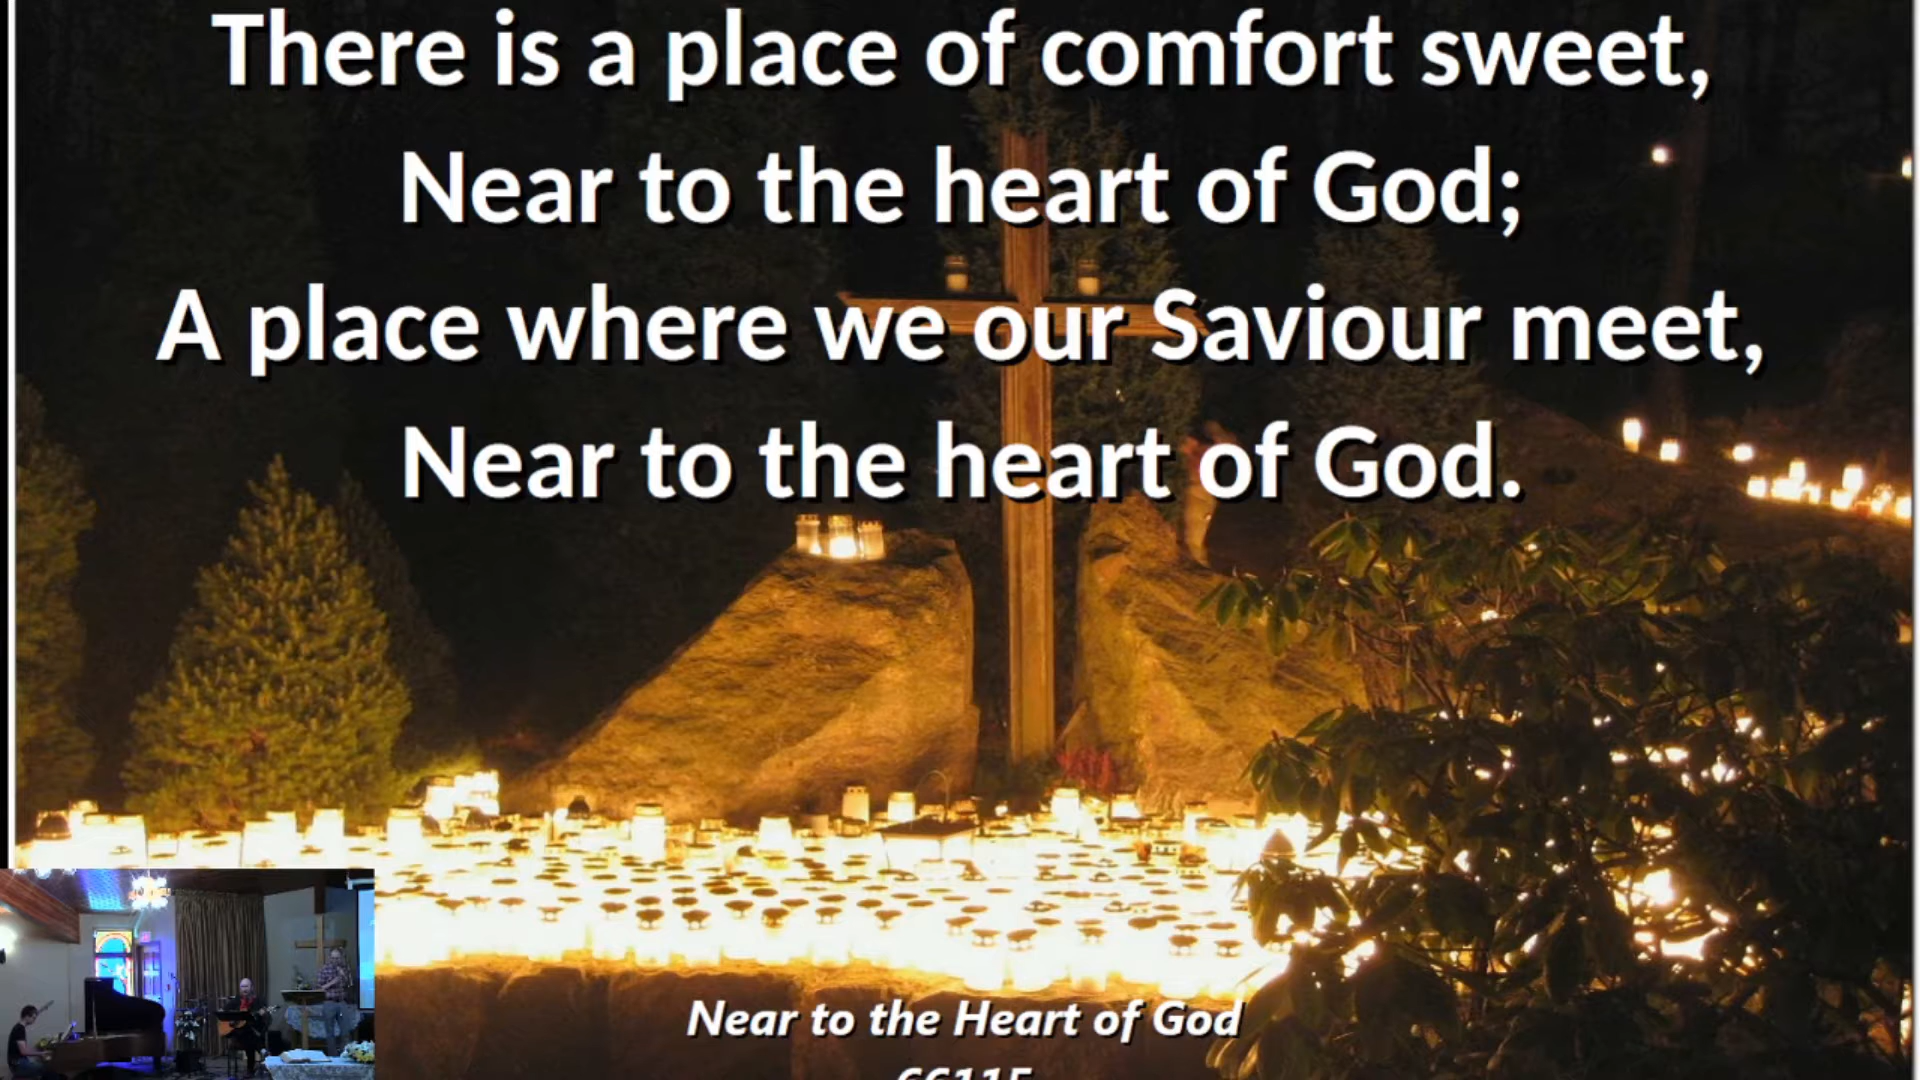 There is a place of comfort sweet,
Near to the heart of God;
A place where we our Saviour meet,
Near to the heart of God.
Near to the Heart of God